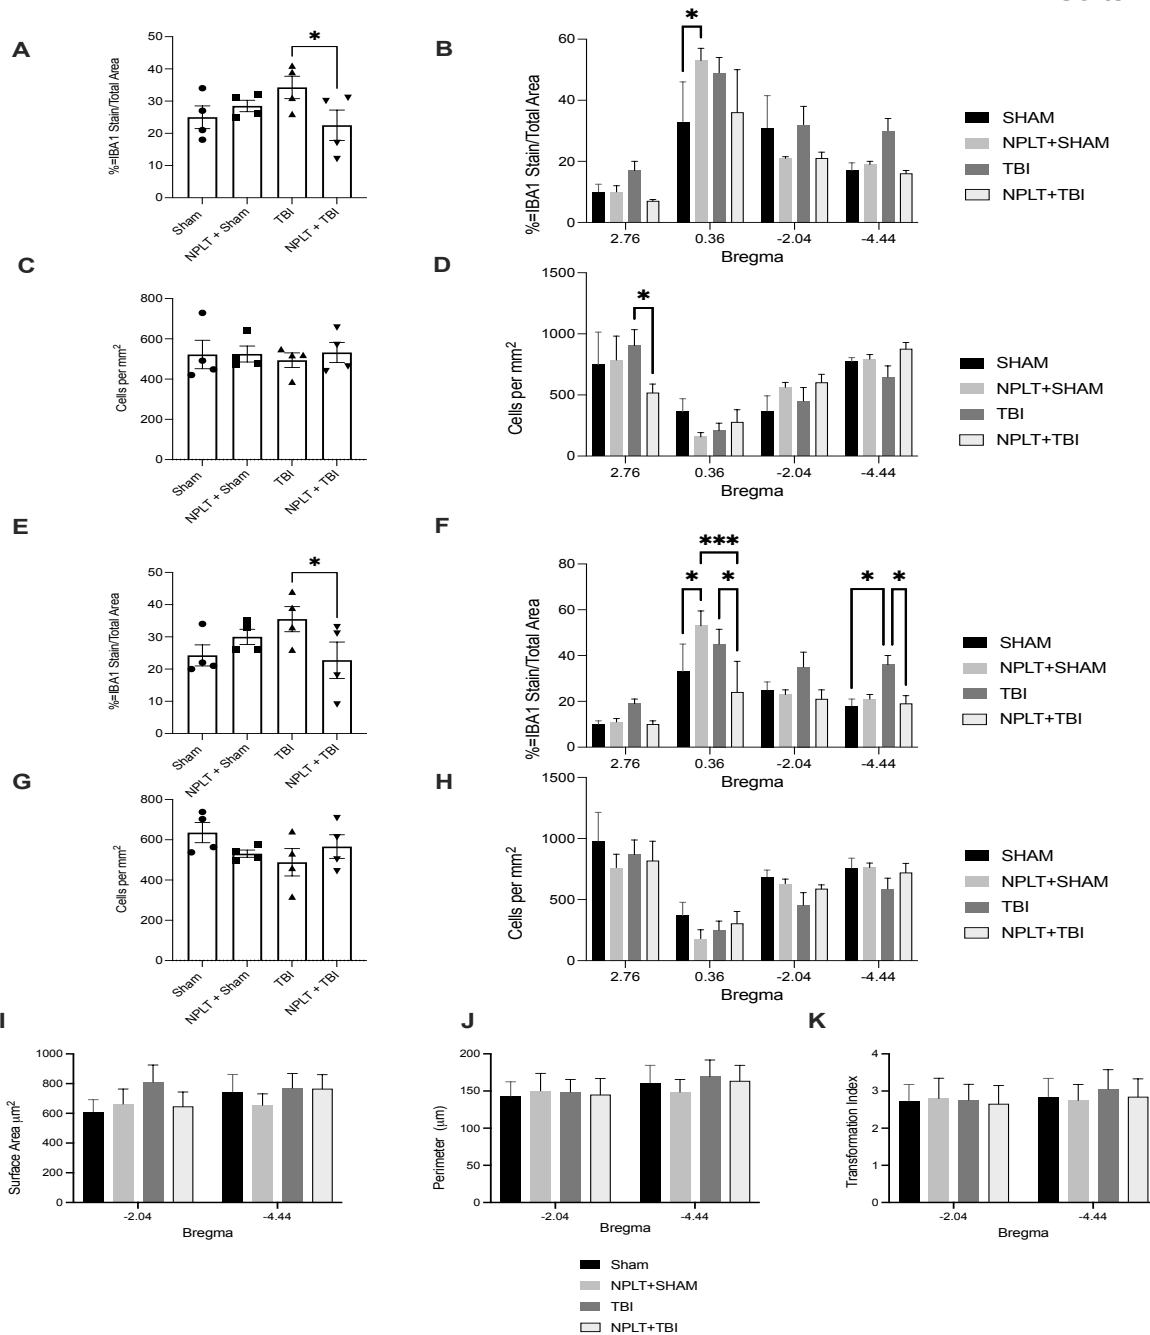 A
%=IBA1 Stain/Total Area
50
40
30
20
10
0
*
Sham
NPLT + Sham
TBI
NPLT + TBI
B
%=IBA1 Stain/Total Area
60
40
20
0
*
2.76
0.36
-2.04
-4.44
Bregma
SHAM
NPLT+SHAM
TBI
NPLT+TBI
C
Cells per mm2
800
600
400
200
0
Sham
NPLT + Sham
TBI
NPLT + TBI
D
Cells per mm2
1500
1000
500
0
*
2.76
0.36
-2.04
-4.44
Bregma
SHAM
NPLT+SHAM
TBI
NPLT+TBI
E
%=IBA1 Stain/Total Area
50
40
30
20
10
0
*
Sham
NPLT + Sham
TBI
NPLT + TBI
F
%=IBA1 Stain/Total Area
80
60
40
20
0
***
*
*
*
*
2.76
0.36
-2.04
-4.44
Bregma
SHAM
NPLT+SHAM
TBI
NPLT+TBI
G
Cells per mm2
800
600
400
200
0
Sham
NPLT + Sham
TBI
NPLT + TBI
H
Cells per mm2
1500
1000
500
0
2.76
0.36
-2.04
-4.44
Bregma
SHAM
NPLT+SHAM
TBI
NPLT+TBI
I
Surface Area μm2
1000
800
600
400
200
0
-2.04
-4.44
Bregma
J
Perimeter (μm)
200
150
100
50
0
-2.04
-4.44
Bregma
K
Transformation Index
4
3
2
1
0
-2.04
-4.44
Bregma
Sham
NPLT+SHAM
TBI
NPLT+TBI